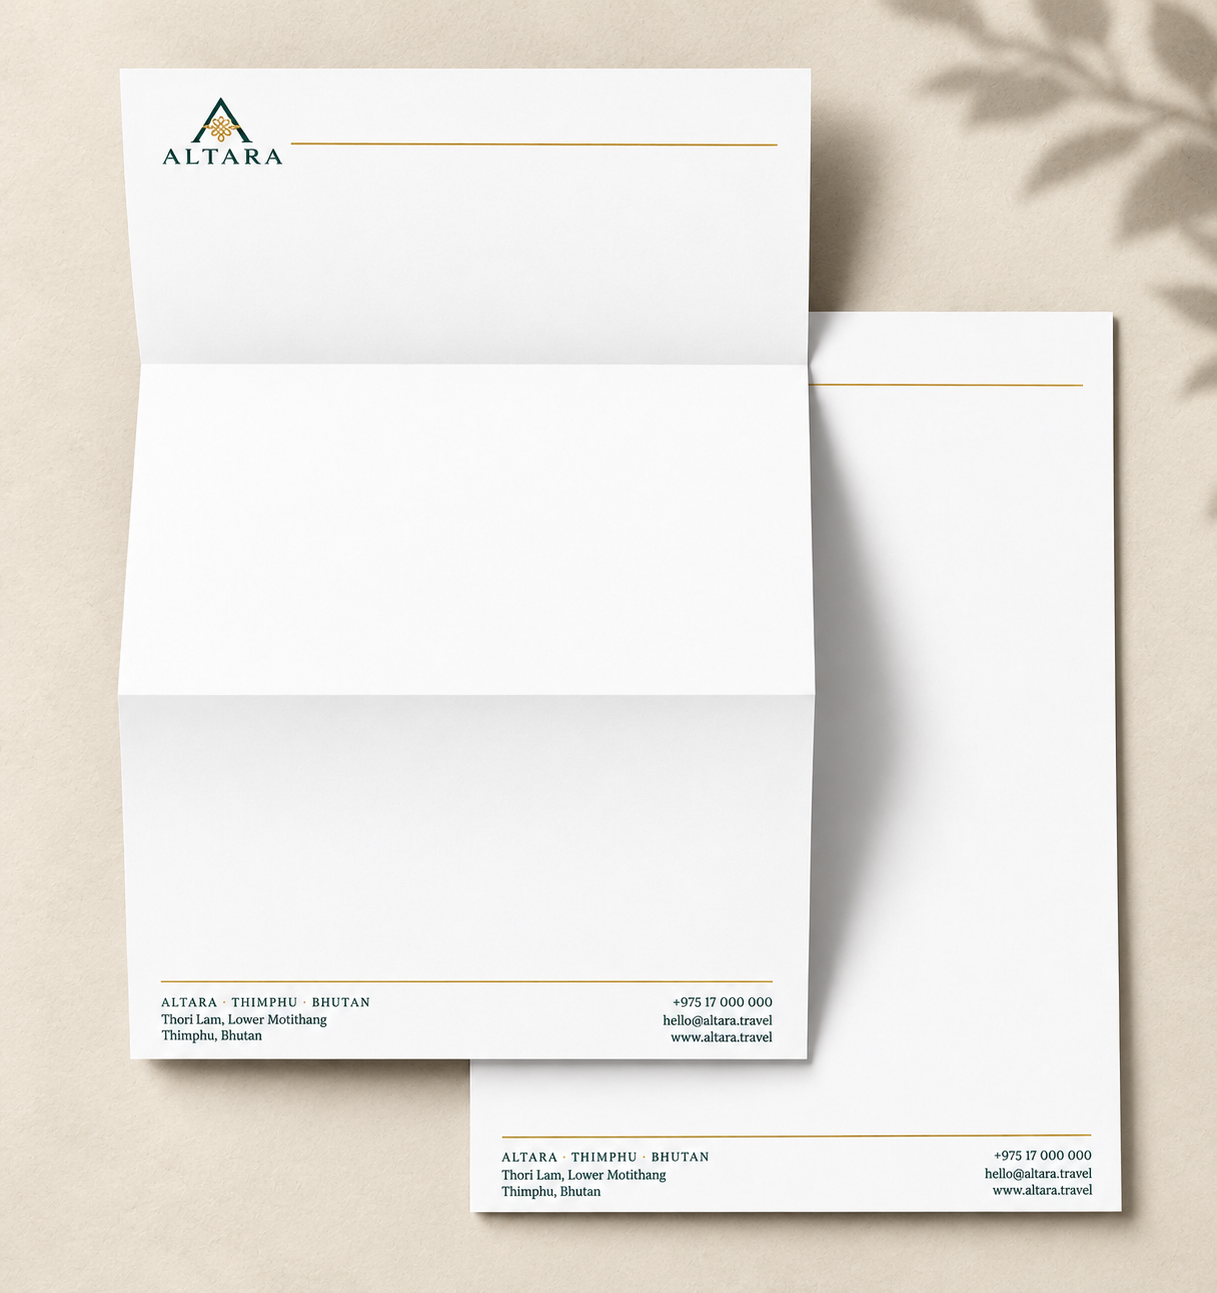 ALTARA
ALTARA · THIMPHU · BHUTAN
Thori Lam, Lower Motithang
Thimphu, Bhutan
+975 17 000 000
hello@altara.travel
www.altara.travel
ALTARA · THIMPHU · BHUTAN
Thori Lam, Lower Motithang
Thimphu, Bhutan
+975 17 000 000
hello@altara.travel
www.altara.travel